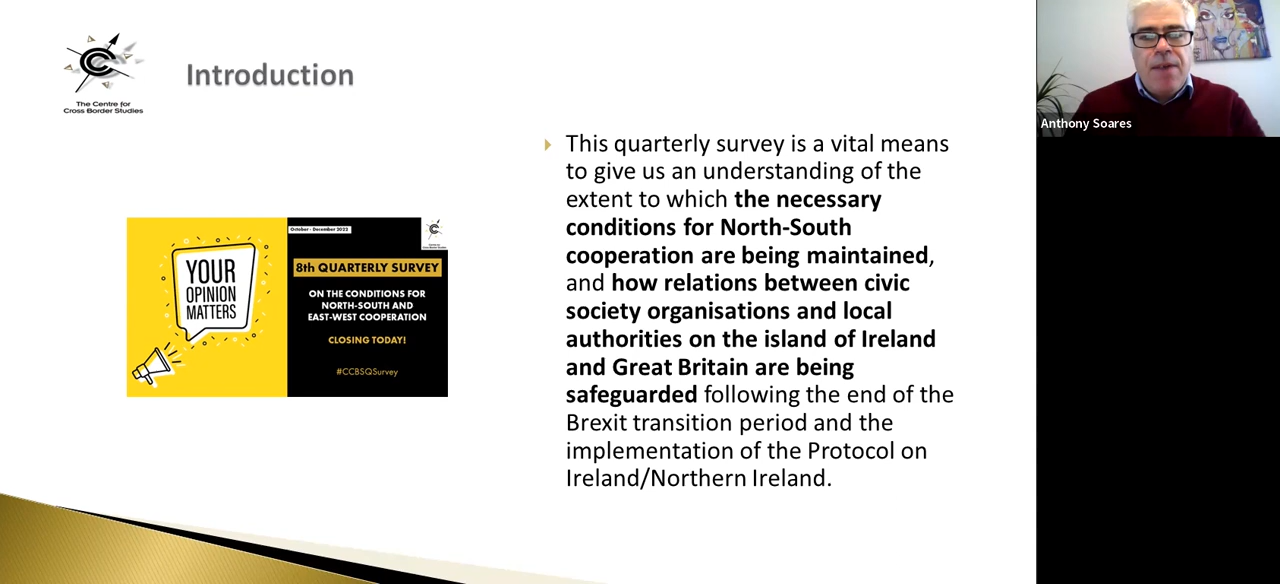 The Centre for
Cross Border Studies
Introduction
This quarterly survey is a vital means
to give us an understanding of the
extent to which the necessary
conditions for North-South
cooperation are being maintained,
and how relations between civic
society organisations and local
authorities on the island of Ireland
and Great Britain are being
safeguarded following the end of the
Brexit transition period and the
implementation of the Protocol on
Ireland/Northern Ireland.
YOUR
OPINION
MATTERS
8th QUARTERLY SURVEY
ON THE CONDITIONS FOR
NORTH-SOUTH AND
EAST-WEST COOPERATION
CLOSING TODAY!
#CCBSQSurvey
Anthony Soares